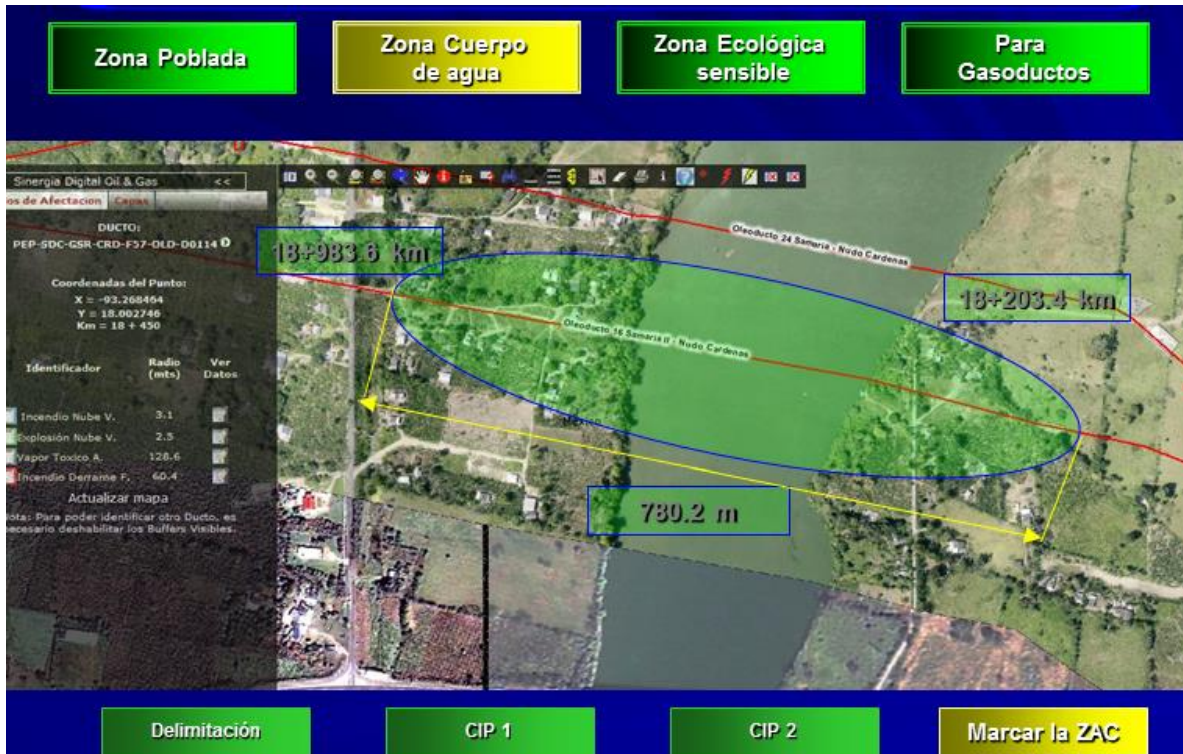 Zona Poblada
Zona Cuerpo
de agua
Zona Ecológica
sensible
Para
Gasoductos
Sinergia Digital Oil & Gas <<
os de Afectacion Capas
DUCTO:
PEP-SDC-GSR-CRD-F57-OLD-D0114
Coordenadas del Punto:
X = -93.268464
Y = 18.002746
Km = 18 + 450
Identificador Radio (mts) Ver Datos
Incendio Nube V. 3.1
Explosión Nube V. 2.5
Vapor Toxico A. 128.6
Incendio Derrame F. 60.4
Actualizar mapa
Nota: Para poder identificar otro Ducto, es
necesario deshabilitar los Buffers Visibles.
18+983.6 km
Oleoducto 24 Samaria - Nudo Cardenas
18+203.4 km
Oleoducto 16 Samaria II - Nudo Cardenas
México
780.2 m
Delimitación
CIP 1
CIP 2
Marcar la ZAC